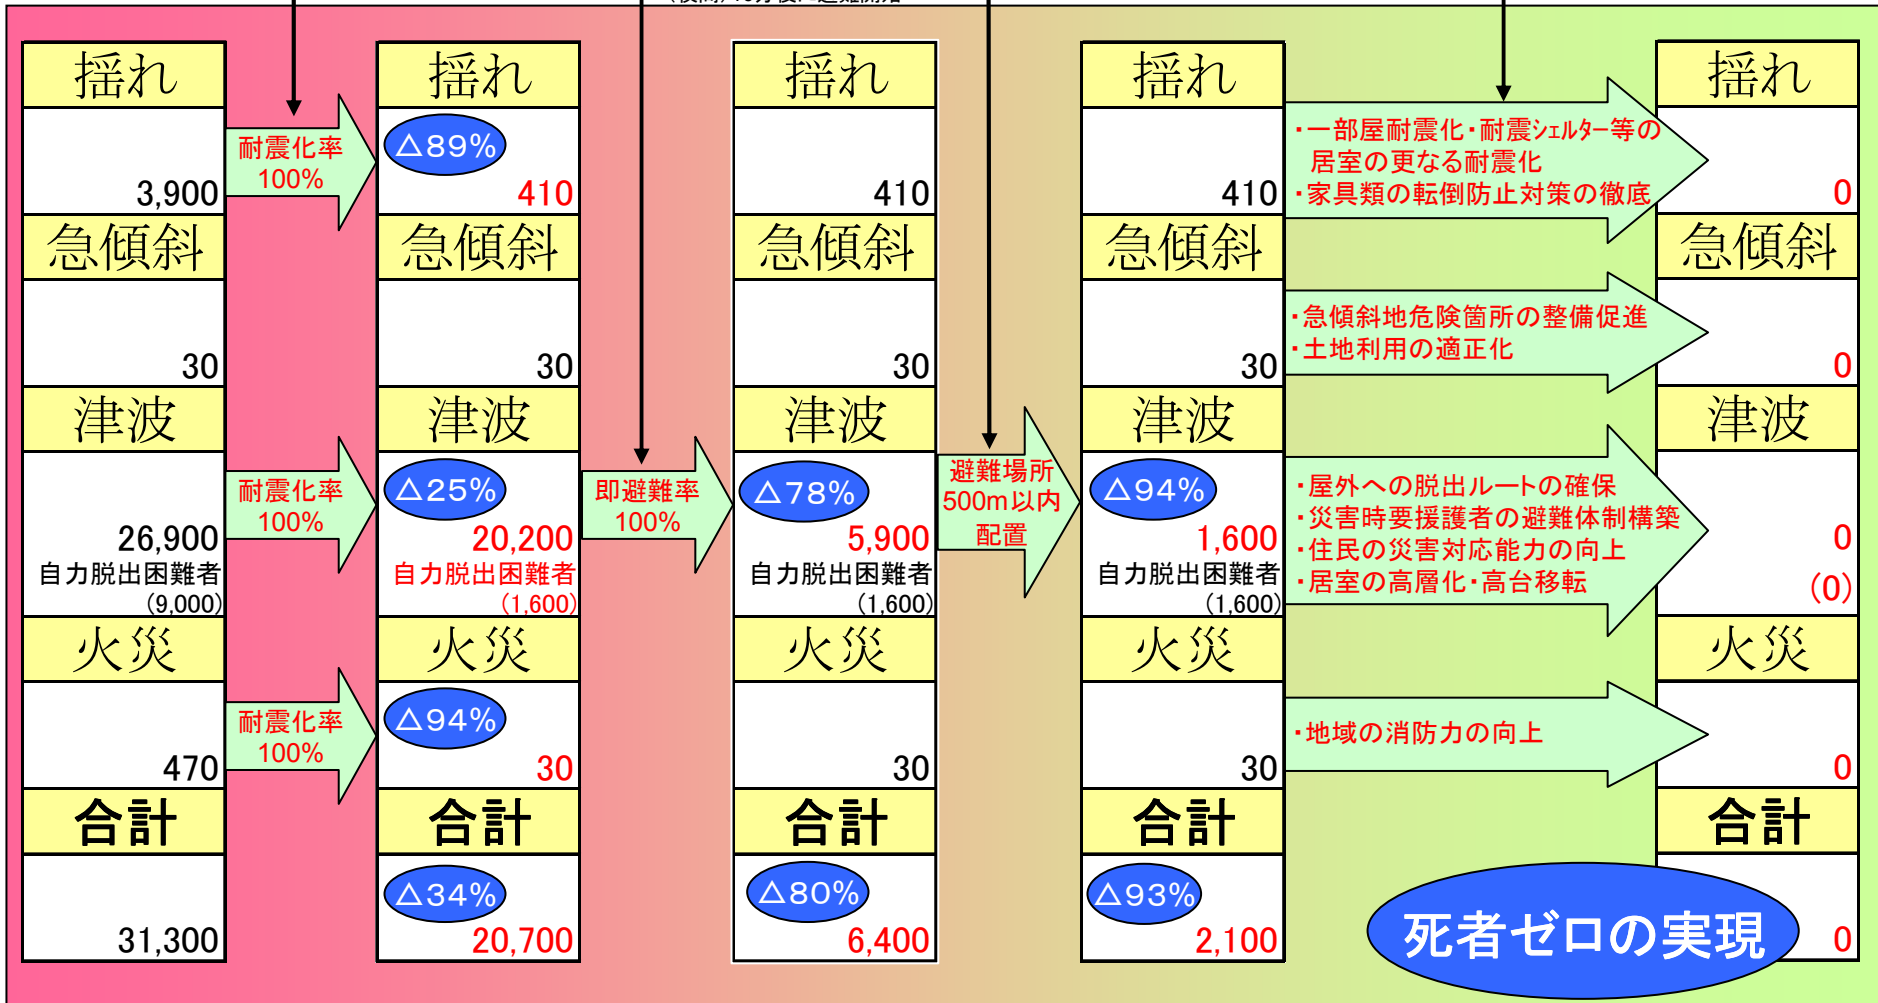 揺れ
3,900
急傾斜
30
津波
26,900
自力脱出困難者
(9,000)
火災
470
合計
31,300
耐震化率
100%
耐震化率
100%
耐震化率
100%
揺れ
△89%
410
急傾斜
30
津波
△25%
20,200
自力脱出困難者
(1,600)
火災
△94%
30
合計
△34%
20,700
即避難率
100%
揺れ
410
急傾斜
30
津波
△78%
5,900
自力脱出困難者
(1,600)
火災
30
合計
△80%
6,400
避難場所
500m以内
配置
揺れ
410
急傾斜
30
津波
△94%
1,600
自力脱出困難者
(1,600)
火災
30
合計
△93%
2,100
・一部屋耐震化・耐震シェルター等の
居室の更なる耐震化
・家具類の転倒防止対策の徹底
・急傾斜地危険箇所の整備促進
・土地利用の適正化
・屋外への脱出ルートの確保
・災害時要援護者の避難体制構築
・住民の災害対応能力の向上
・居室の高層化・高台移転
・地域の消防力の向上
揺れ
0
急傾斜
0
津波
0
(0)
火災
0
合計
0
死者ゼロの実現